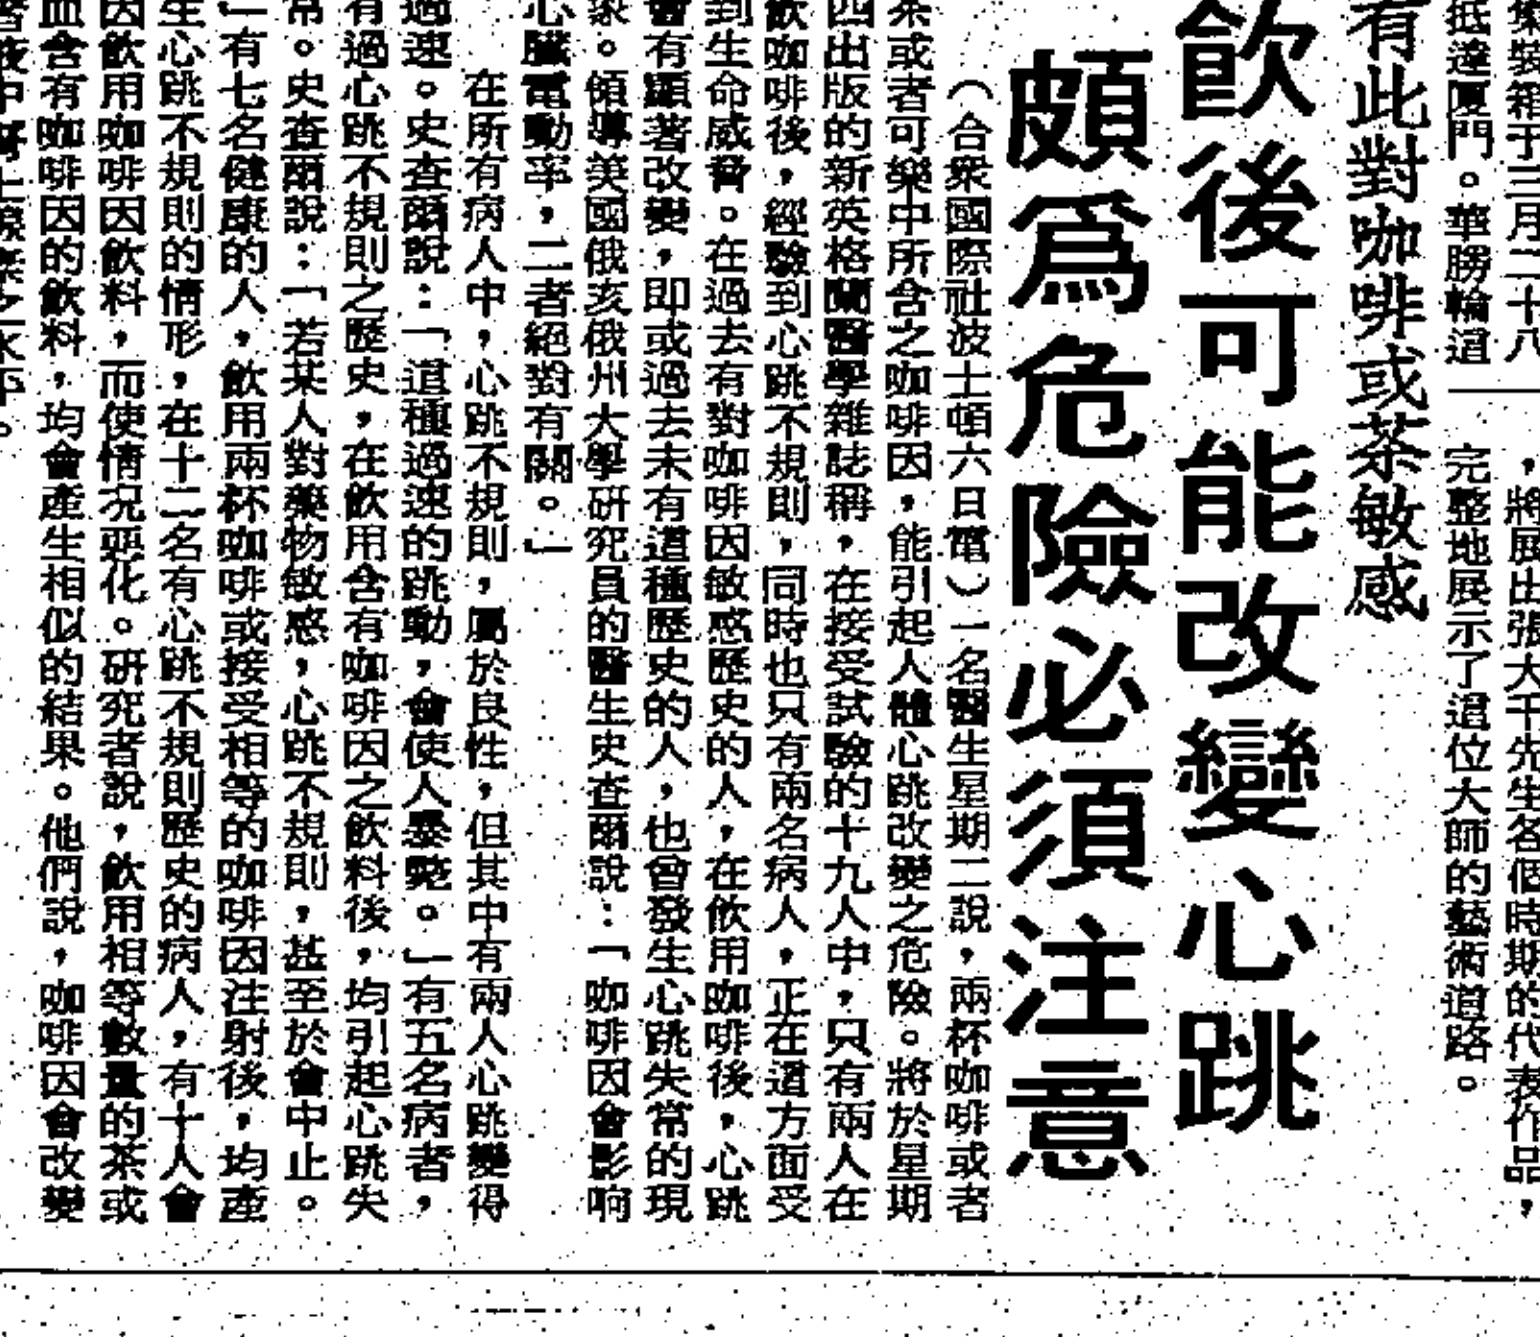 集裝箱于三月二十八
抵達厦門。華勝輪這
，將展出張大千先生各個時期的代表作品，
完整地展示了這位大師的藝術道路。
有此對咖啡或茶敏感
飲後可能改變心跳
頗爲危險必須注意
（合衆國際社波士頓六日電）一名醫生星期二說，兩杯咖啡或者
茶或者可樂中所含之咖啡因，能引起人體心跳改變之危險。將於星期
四出版的新英格蘭醫學雜誌稱，在接受試驗的十九人中，只有兩人在
飲咖啡後，經驗到心跳不規則，同時也只有兩名病人，正在這方面受
到生命威脅。在過去有對咖啡因敏感歷史的人，在飲用咖啡後，心跳
會有顯著改變，即或過去未有這種歷史的人，也會發生心跳失常的現
象。領導美國俄亥俄州大學研究員的醫生史查爾說：「咖啡因會影响
心臟電動率，二者絕對有關。」
在所有病人中，心跳不規則，屬於良性，但其中有兩人心跳變得
過速。史查爾說：「這種過速的跳動，會使人暴斃。」有五名病者，
有過心跳不規則之歷史，在飲用含有咖啡因之飲料後，均引起心跳失
常。史查爾說：「若某人對藥物敏感，心跳不規則，甚至於會中止。
」有七名健康的人，飲用兩杯咖啡或接受相等的咖啡因注射後，均產
生心跳不規則的情形，在十二名有心跳不規則歷史的病人，有十人會
因飲用咖啡因飲料，而使情况惡化。研究者說，飲用相等數量的茶或
血含有咖啡因的飲料，均會產生相似的結果。他們說，咖啡因會改變